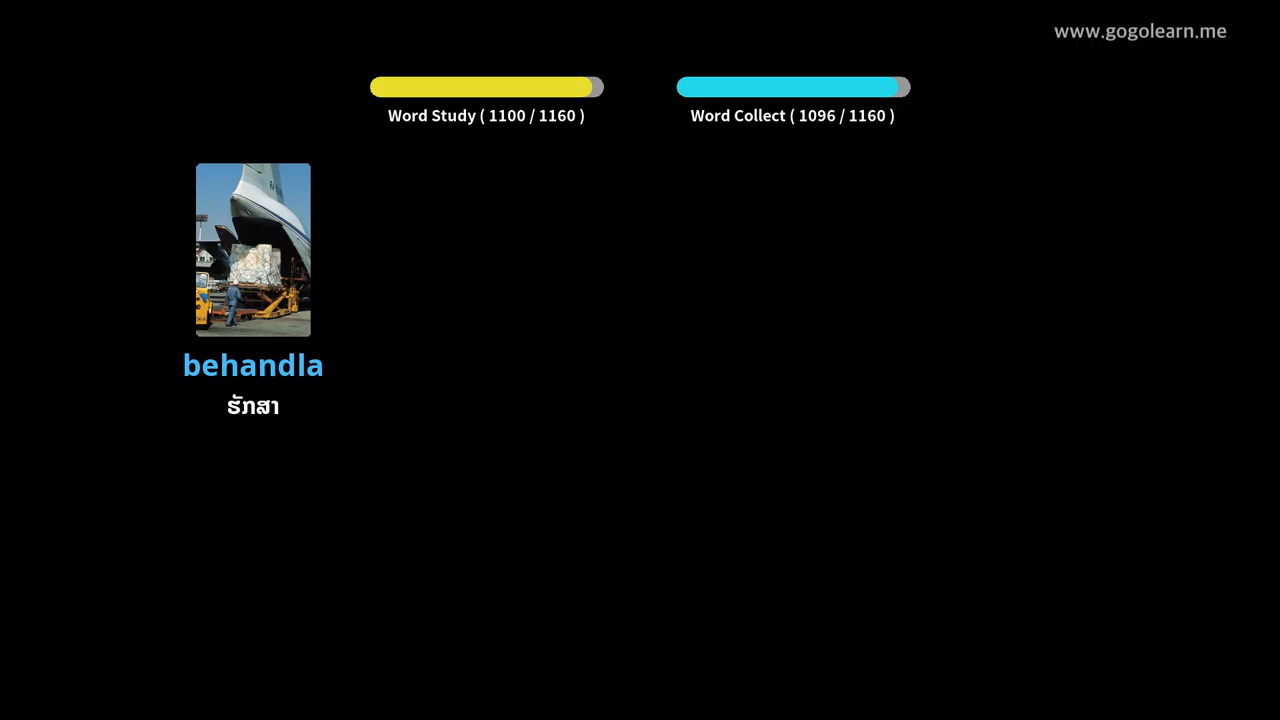 www.gogolearn.me
Word Study ( 1100 / 1160 )
Word Collect ( 1096 / 1160 )
behandla
ຮັກສາ